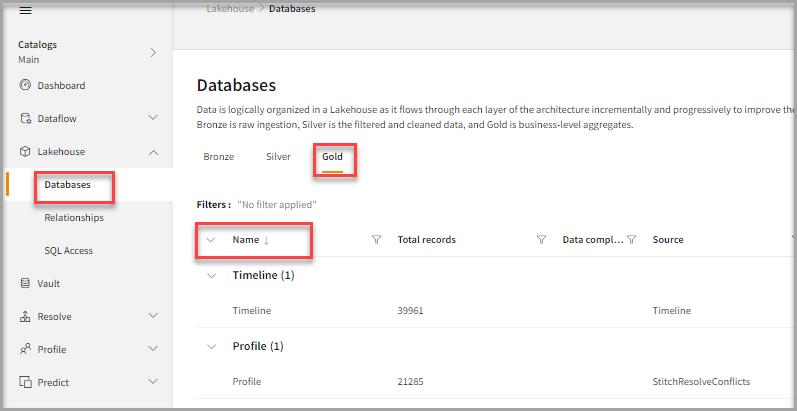 Lakehouse > Databases
Catalogs
Main
Dashboard
Dataflow
Lakehouse
Databases
Relationships
SQL Access
Vault
Resolve
Profile
Predict
Databases
Data is logically organized in a Lakehouse as it flows through each layer of the architecture incrementally and progressively to improve the
Bronze is raw ingestion, Silver is the filtered and cleaned data, and Gold is business-level aggregates.
Bronze Silver Gold
Filters : "No filter applied"
Name ↓ Total records Data compl... Source
Timeline (1)
Timeline 39961 Timeline
Profile (1)
Profile 21285 StitchResolveConflicts